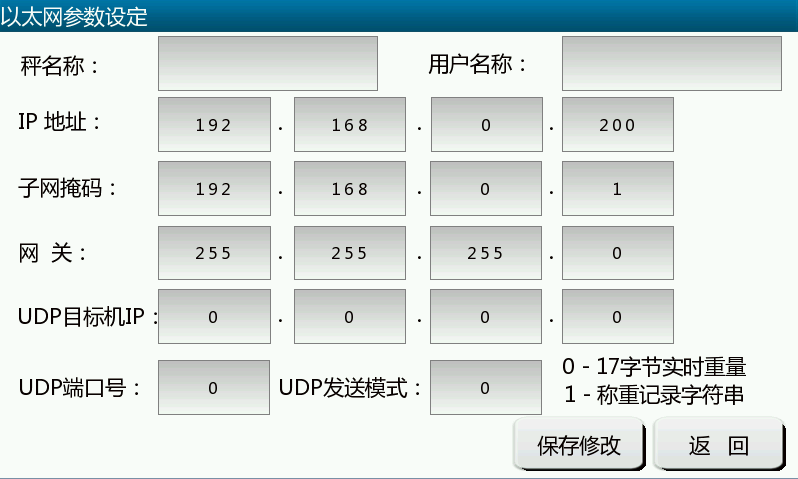 以太网参数设定
秤名称： 用户名称：
IP 地址： 192 . 168 . 0 . 200
子网掩码： 192 . 168 . 0 . 1
网 关： 255 . 255 . 255 . 0
UDP目标机IP： 0 . 0 . 0 . 0
UDP端口号： 0 UDP发送模式： 0
0 - 17字节实时重量
1 - 称重记录字符串
保存修改 返 回